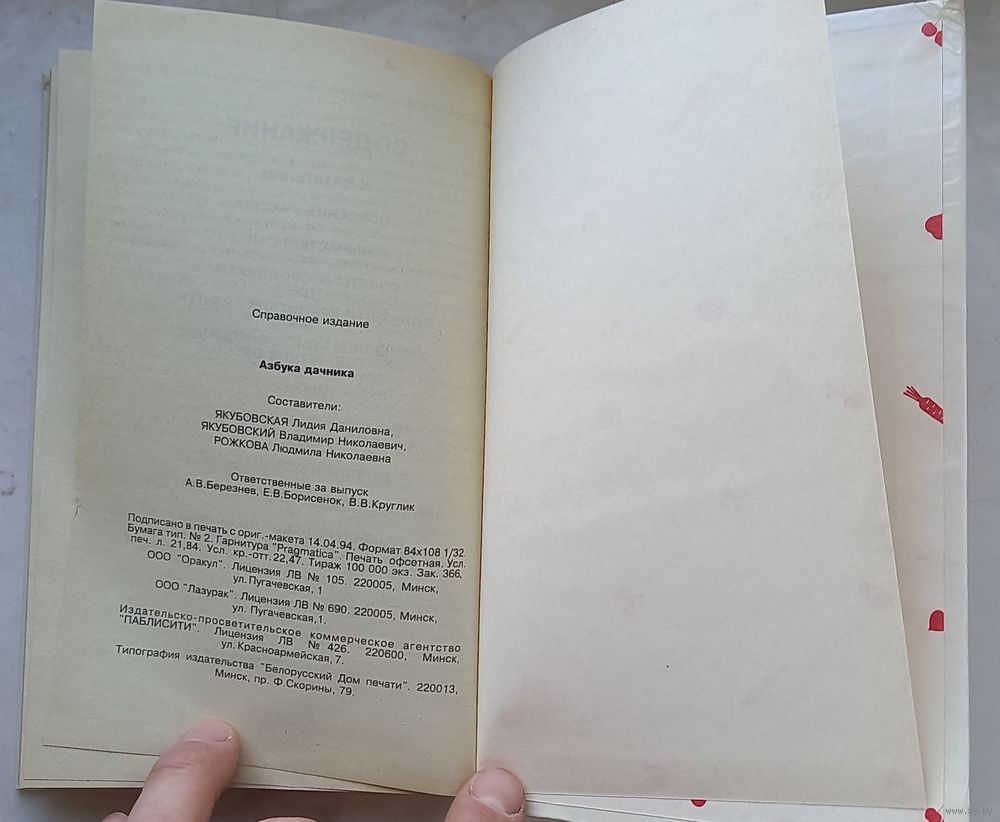 Справочное издание
Азбука дачника
Составители:
ЯКУБОВСКАЯ Лидия Даниловна,
ЯКУБОВСКИЙ Владимир Николаевич,
РОЖКОВА Людмила Николаевна
Ответственные за выпуск
А.В.Березнев, Е.В.Борисенок, В.В.Круглик
Подписано в печать с ориг.-макета 14.04.94. Формат 84х108 1/32.
Бумага тип. № 2. Гарнитура "Pragmatica". Печать офсетная. Усл.
печ. л. 21,84. Усл. кр.-отт.22,47. Тираж 100 000 экз. Зак. 366.
ООО "Оракул". Лицензия ЛВ № 105. 220005, Минск,
ул. Пугачевская, 1
ООО "Лазурак". Лицензия ЛВ № 690. 220005, Минск,
ул. Пугачевская,1.
Издательско-просветительское коммерческое агентство
"ПАБЛИСИТИ". Лицензия ЛВ № 426. 220600, Минск,
ул. Красноармейская, 7.
Типография издательства "Белорусский Дом печати". 220013,
Минск, пр. Ф.Скорины, 79.
СОДЕРЖАНИЕ
www.ay.by